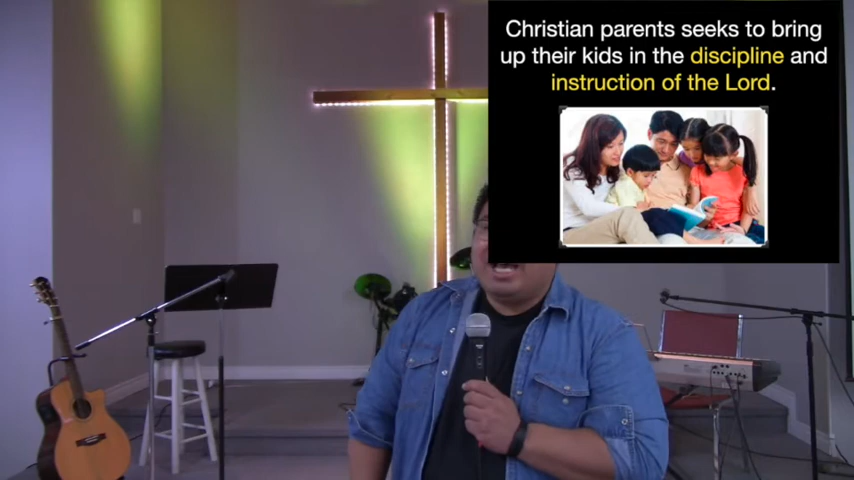 Christian parents seeks to bring
up their kids in the discipline and
instruction of the Lord.